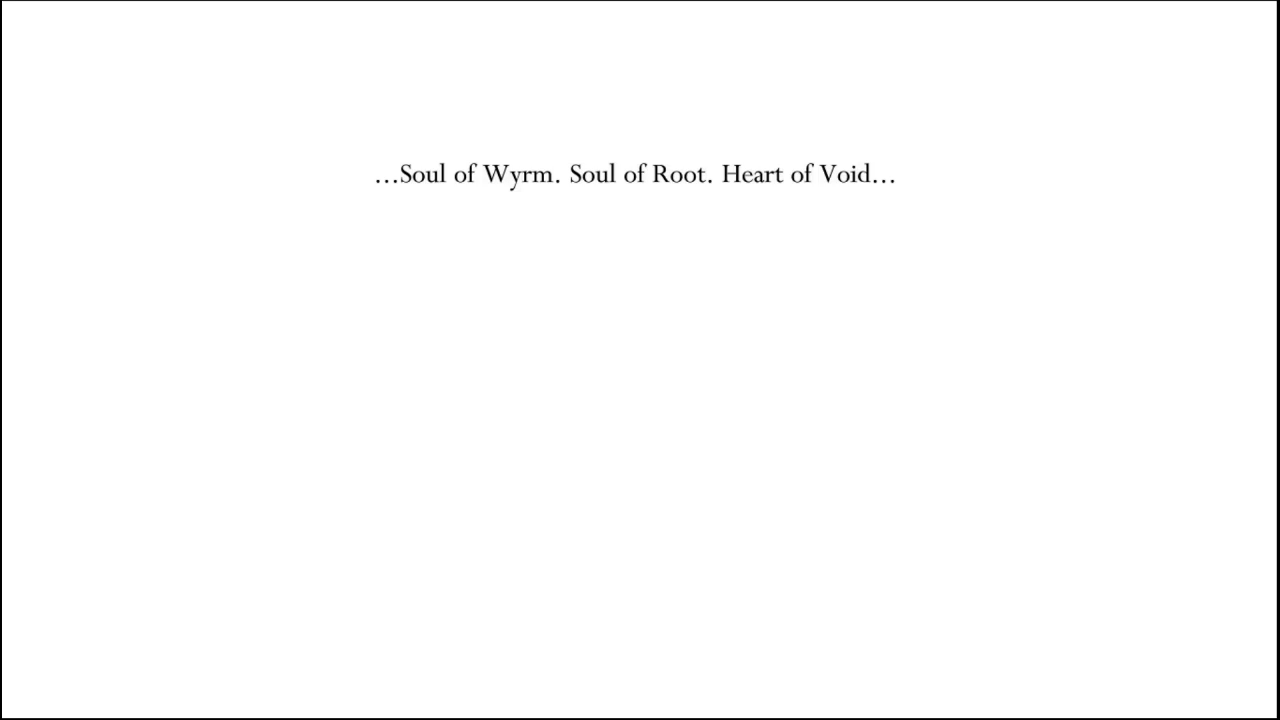 …Soul of Wyrm. Soul of Root. Heart of Void…